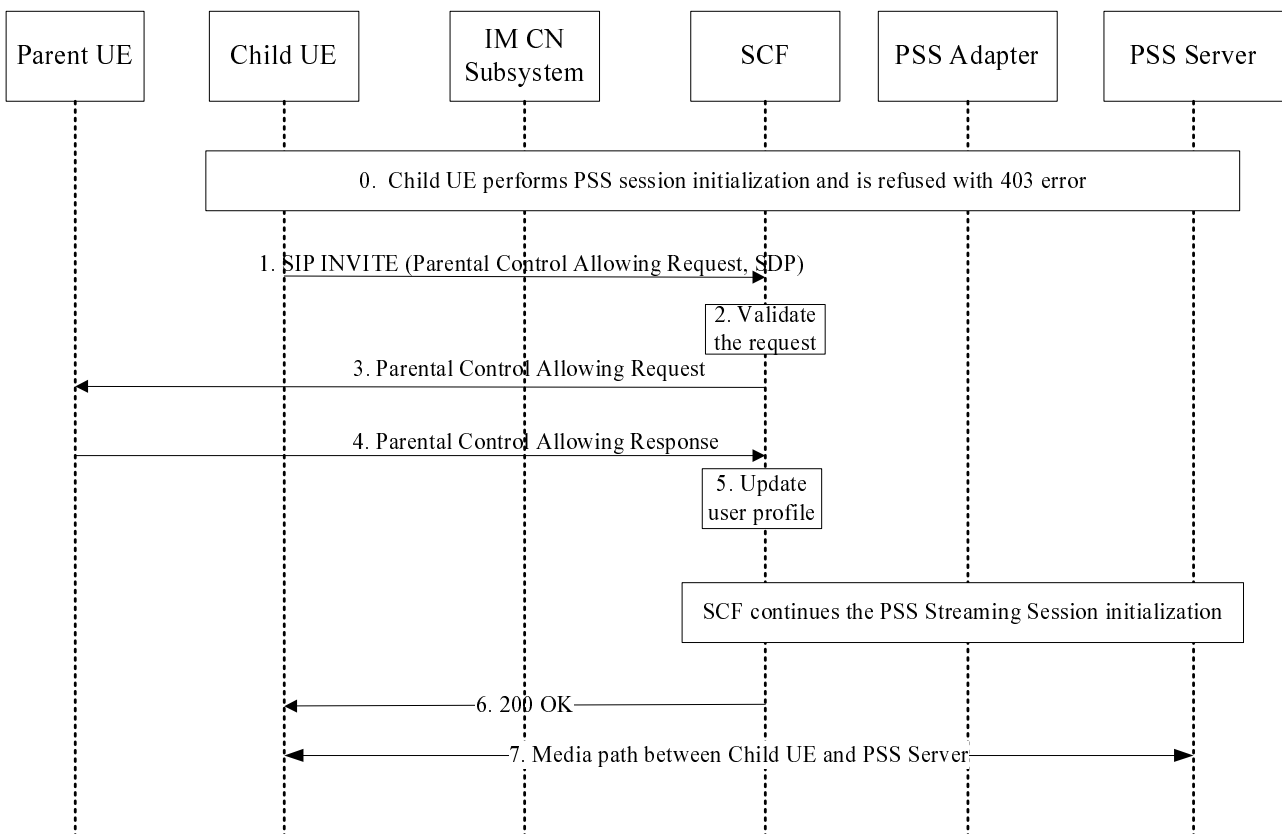 Parent UE
Child UE
IM CN
Subsystem
SCF
PSS Adapter
PSS Server
0.  Child UE performs PSS session initialization and is refused with 403 error
1. SIP INVITE (Parental Control Allowing Request, SDP)
2. Validate
the request
3. Parental Control Allowing Request
4. Parental Control Allowing Response
5. Update
user profile
SCF continues the PSS Streaming Session initialization
6. 200 OK
7. Media path between Child UE and PSS Server